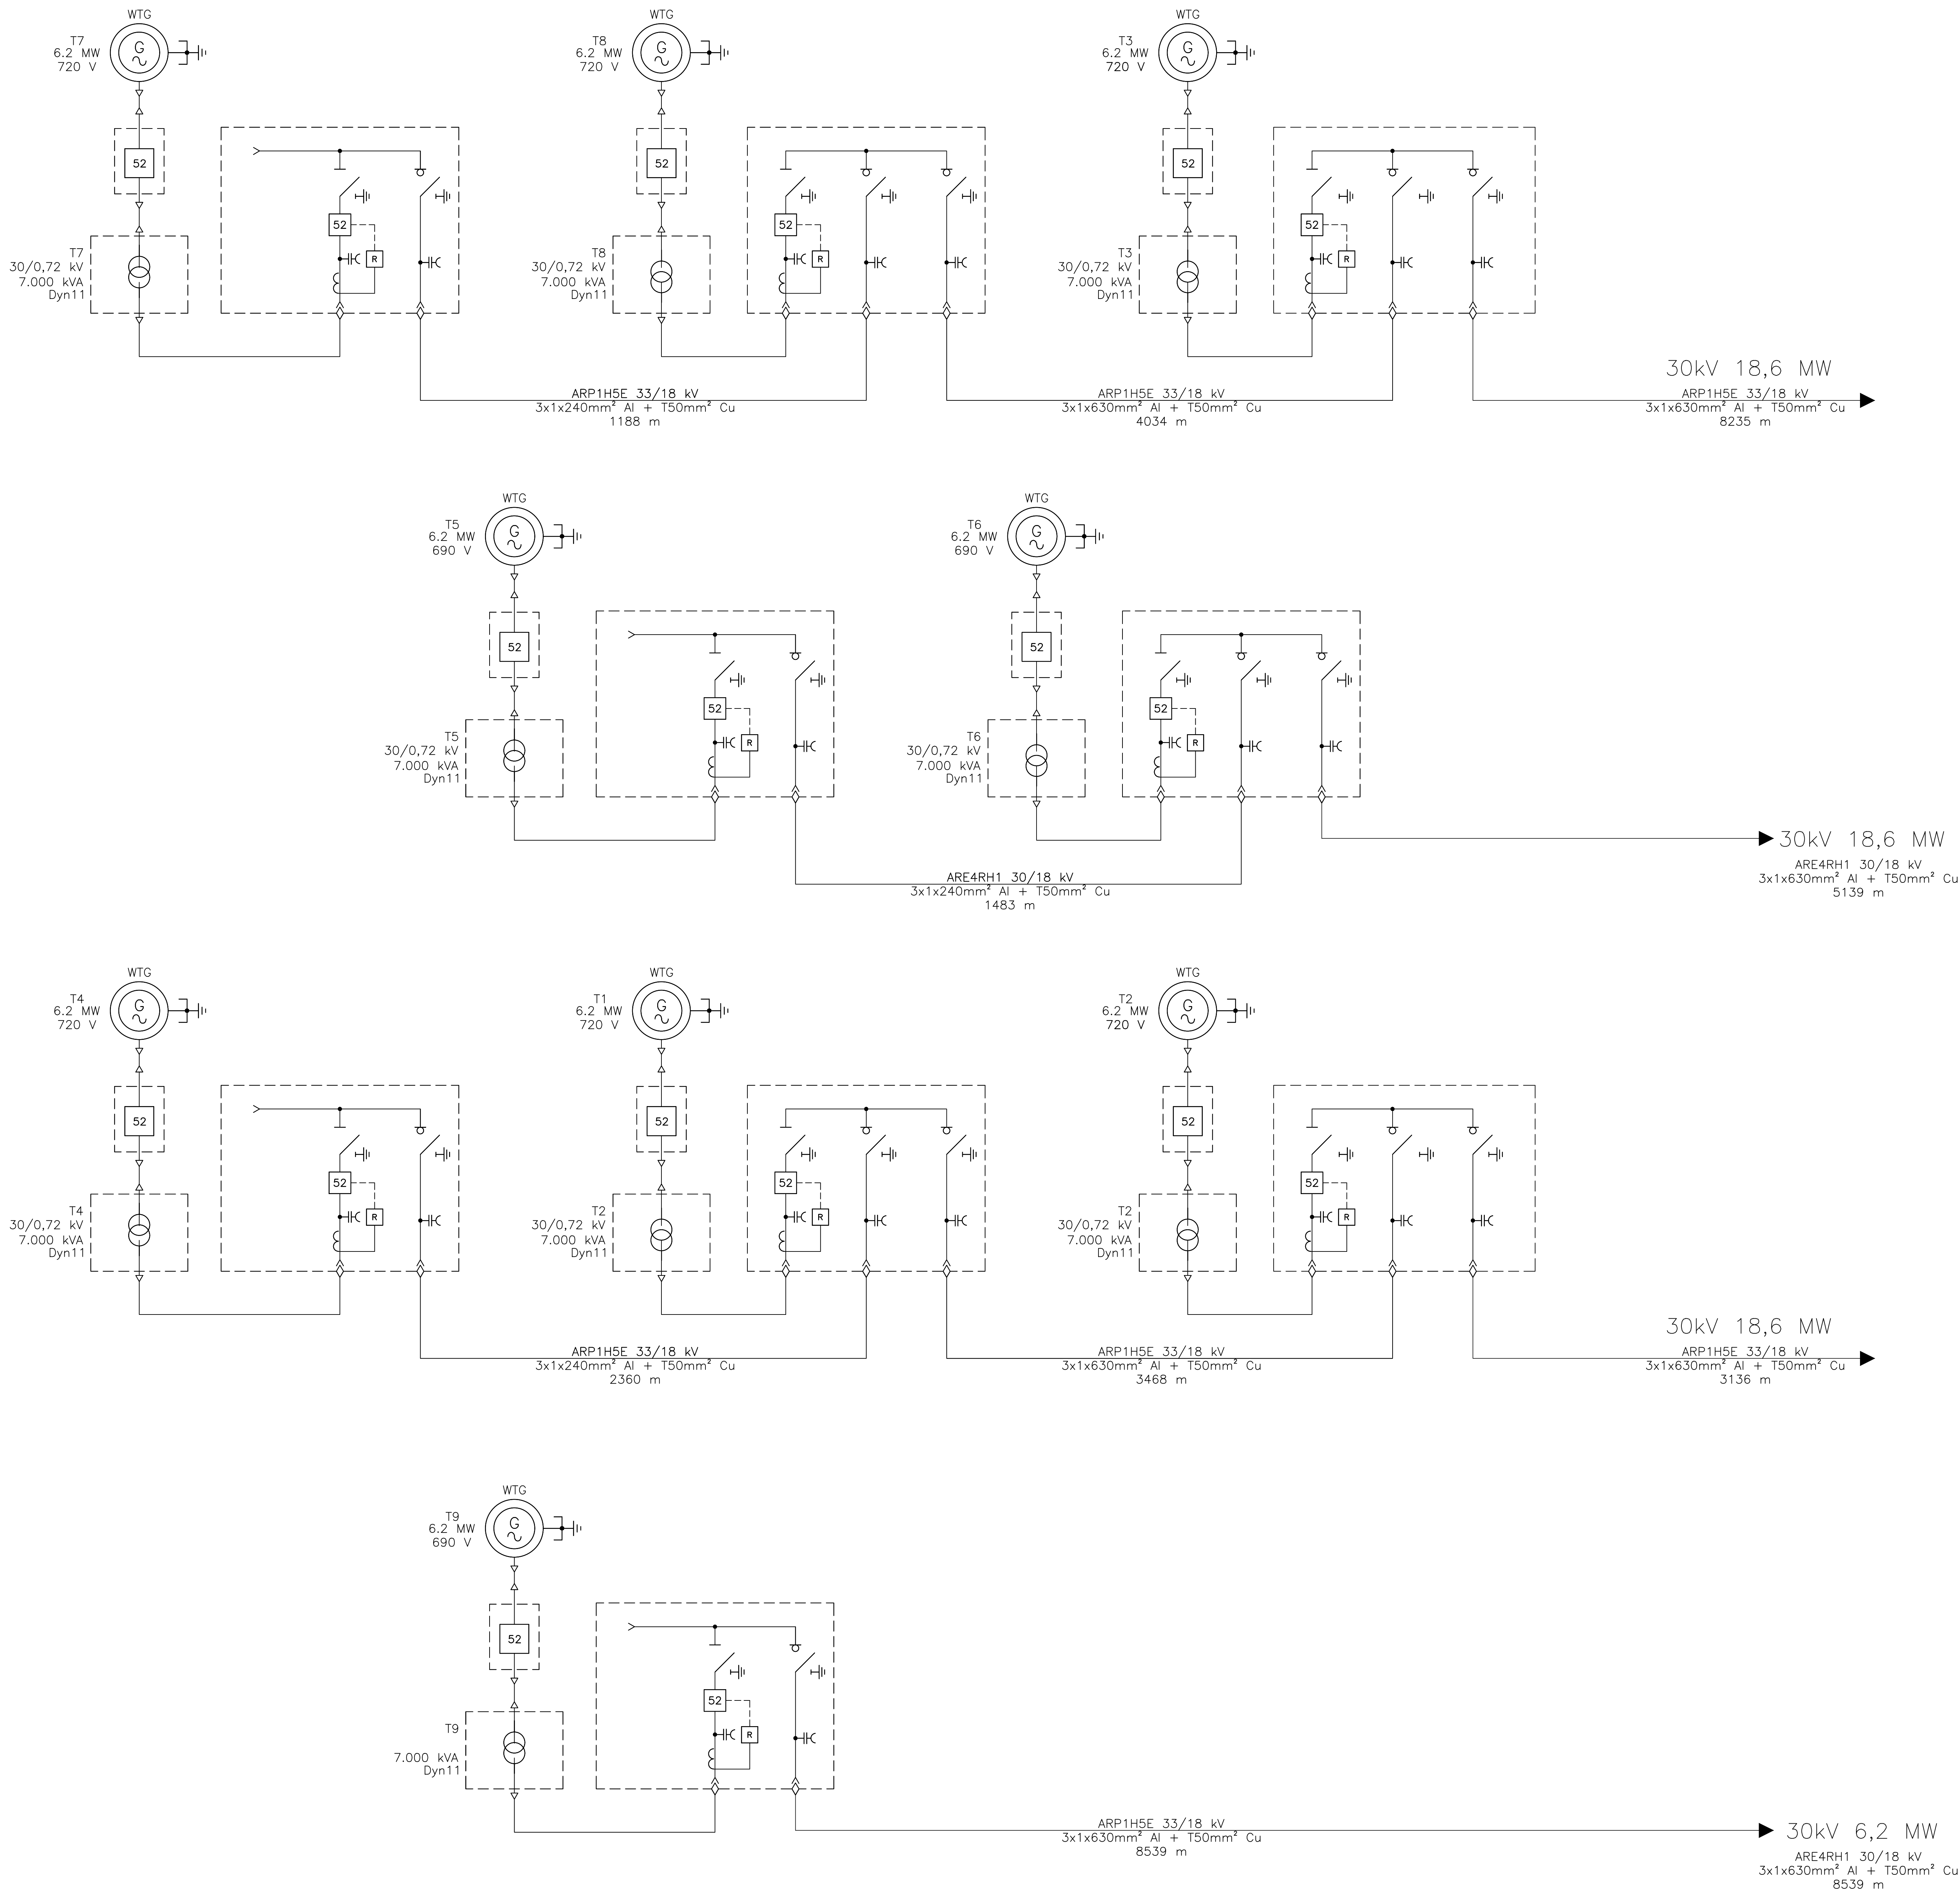 WTG
T7
6.2 MW
720 V
G
52
T7
30/0,72 kV
7.000 kVA
Dyn11
52
R
WTG
T8
6.2 MW
720 V
G
52
T8
30/0,72 kV
7.000 kVA
Dyn11
52
R
WTG
T3
6.2 MW
720 V
G
52
T3
30/0,72 kV
7.000 kVA
Dyn11
52
R
ARP1H5E 33/18 kV
3x1x240mm² Al + T50mm² Cu
1188 m
ARP1H5E 33/18 kV
3x1x630mm² Al + T50mm² Cu
4034 m
30kV 18,6 MW
ARP1H5E 33/18 kV
3x1x630mm² Al + T50mm² Cu
8235 m
WTG
T5
6.2 MW
690 V
G
52
T5
30/0,72 kV
7.000 kVA
Dyn11
52
R
WTG
T6
6.2 MW
690 V
G
52
T6
30/0,72 kV
7.000 kVA
Dyn11
52
R
ARE4RH1 30/18 kV
3x1x240mm² Al + T50mm² Cu
1483 m
30kV 18,6 MW
ARE4RH1 30/18 kV
3x1x630mm² Al + T50mm² Cu
5139 m
WTG
T4
6.2 MW
720 V
G
52
T4
30/0,72 kV
7.000 kVA
Dyn11
52
R
WTG
T1
6.2 MW
720 V
G
52
T2
30/0,72 kV
7.000 kVA
Dyn11
52
R
WTG
T2
6.2 MW
720 V
G
52
T2
30/0,72 kV
7.000 kVA
Dyn11
52
R
ARP1H5E 33/18 kV
3x1x240mm² Al + T50mm² Cu
2360 m
ARP1H5E 33/18 kV
3x1x630mm² Al + T50mm² Cu
3468 m
30kV 18,6 MW
ARP1H5E 33/18 kV
3x1x630mm² Al + T50mm² Cu
3136 m
WTG
T9
6.2 MW
690 V
G
52
T9
7.000 kVA
Dyn11
52
R
ARP1H5E 33/18 kV
3x1x630mm² Al + T50mm² Cu
8539 m
30kV 6,2 MW
ARE4RH1 30/18 kV
3x1x630mm² Al + T50mm² Cu
8539 m